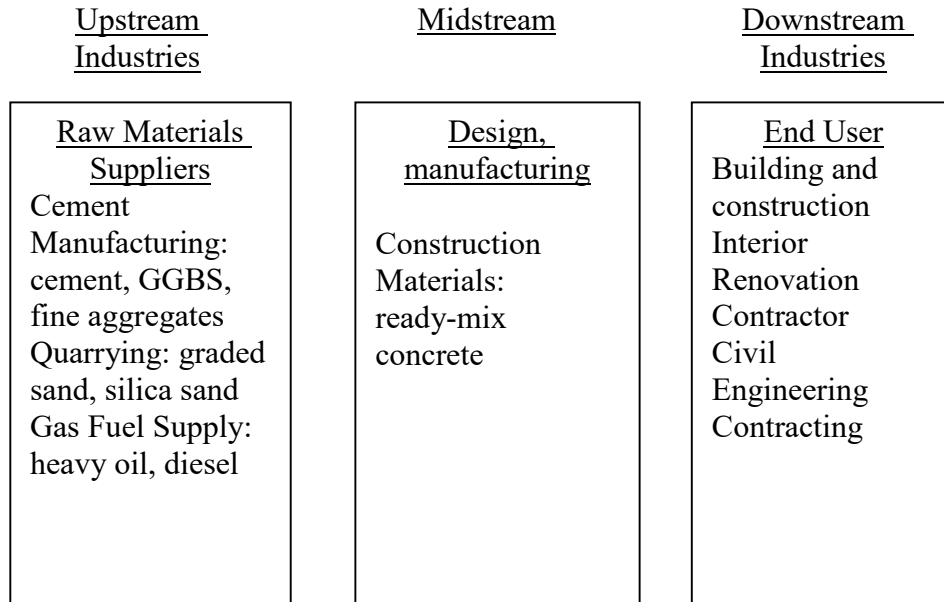 Upstream
Industries
Raw Materials
Suppliers
Cement
Manufacturing:
cement, GGBS,
fine aggregates
Quarrying: graded
sand, silica sand
Gas Fuel Supply:
heavy oil, diesel
Midstream
Design,
manufacturing
Construction
Materials:
ready-mix
concrete
Downstream
Industries
End User
Building and
construction
Interior
Renovation
Contractor
Civil
Engineering
Contracting